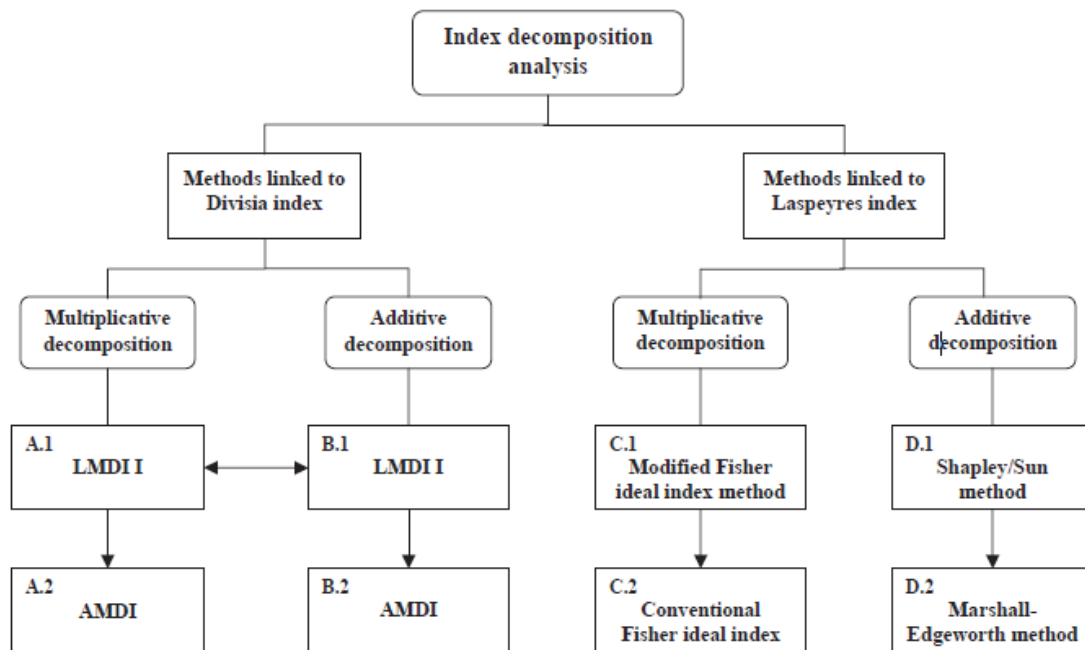 Index decomposition
analysis
Methods linked to
Divisia index
Methods linked to
Laspeyres index
Multiplicative
decomposition
Additive
decomposition
Multiplicative
decomposition
Additive
decomposition
A.1
LMDI I
B.1
LMDI I
C.1
Modified Fisher
ideal index method
D.1
Shapley/Sun
method
A.2
AMDI
B.2
AMDI
C.2
Conventional
Fisher ideal index
D.2
Marshall-
Edgeworth method